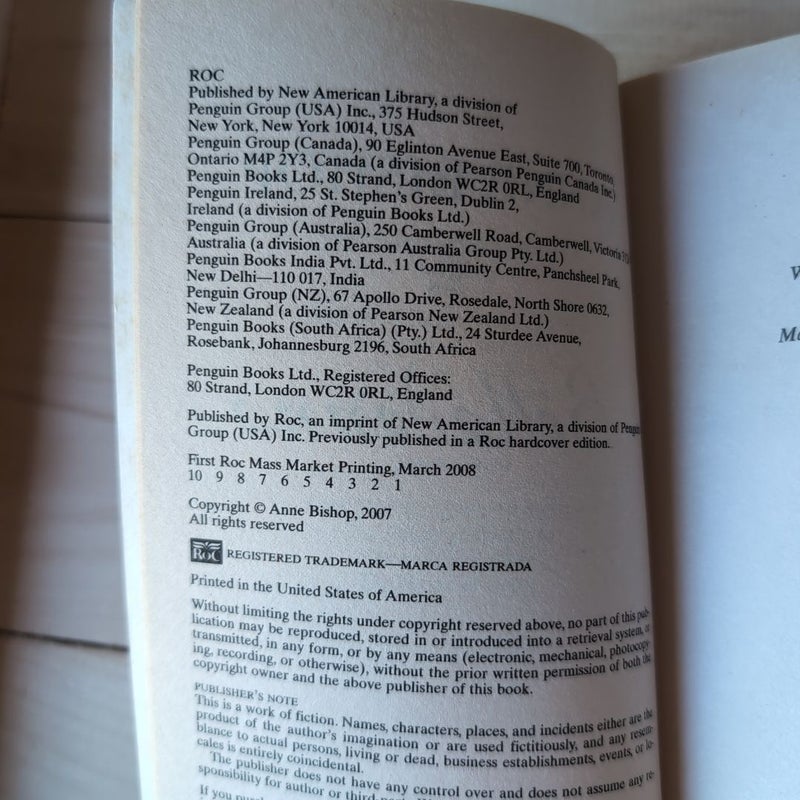 ROC
Published by New American Library, a division of
Penguin Group (USA) Inc., 375 Hudson Street,
New York, New York 10014, USA
Penguin Group (Canada), 90 Eglinton Avenue East, Suite 700, Toronto,
Ontario M4P 2Y3, Canada (a division of Pearson Penguin Canada Inc.)
Penguin Books Ltd., 80 Strand, London WC2R 0RL, England
Penguin Ireland, 25 St. Stephen's Green, Dublin 2,
Ireland (a division of Penguin Books Ltd.)
Penguin Group (Australia), 250 Camberwell Road, Camberwell, Victoria
Australia (a division of Pearson Australia Group Pty. Ltd.)
Penguin Books India Pvt. Ltd., 11 Community Centre, Panchsheel Park,
New Delhi—110 017, India
Penguin Group (NZ), 67 Apollo Drive, Rosedale, North Shore 0632,
New Zealand (a division of Pearson New Zealand Ltd.)
Penguin Books (South Africa) (Pty.) Ltd., 24 Sturdee Avenue,
Rosebank, Johannesburg 2196, South Africa
Penguin Books Ltd., Registered Offices:
80 Strand, London WC2R 0RL, England
Published by Roc, an imprint of New American Library, a division of Penguin
Group (USA) Inc. Previously published in a Roc hardcover edition.
First Roc Mass Market Printing, March 2008
10 9 8 7 6 5 4 3 2 1
Copyright © Anne Bishop, 2007
All rights reserved
ROC REGISTERED TRADEMARK—MARCA REGISTRADA
Printed in the United States of America
Without limiting the rights under copyright reserved above, no part of this pub-
lication may be reproduced, stored in or introduced into a retrieval system, or
transmitted, in any form, or by any means (electronic, mechanical, photocopy-
ing, recording, or otherwise), without the prior written permission of both the
copyright owner and the above publisher of this book.
PUBLISHER'S NOTE
This is a work of fiction. Names, characters, places, and incidents either are the
product of the author's imagination or are used fictitiously, and any resem-
blance to actual persons, living or dead, business establishments, events, or lo-
cales is entirely coincidental.
The publisher does not have any control over and does not assume any re-
sponsibility for author or third-
If you